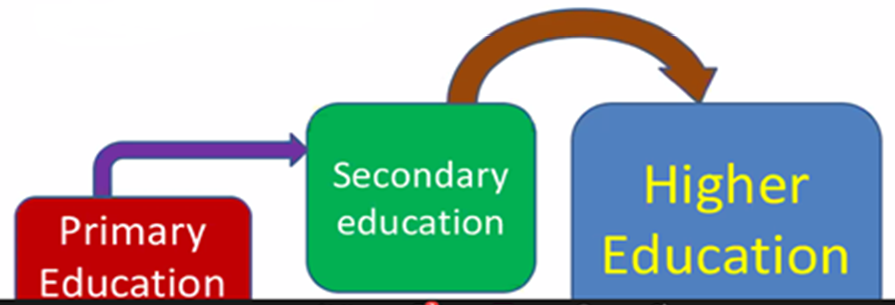 Primary
Education
Secondary
education
Higher
Education